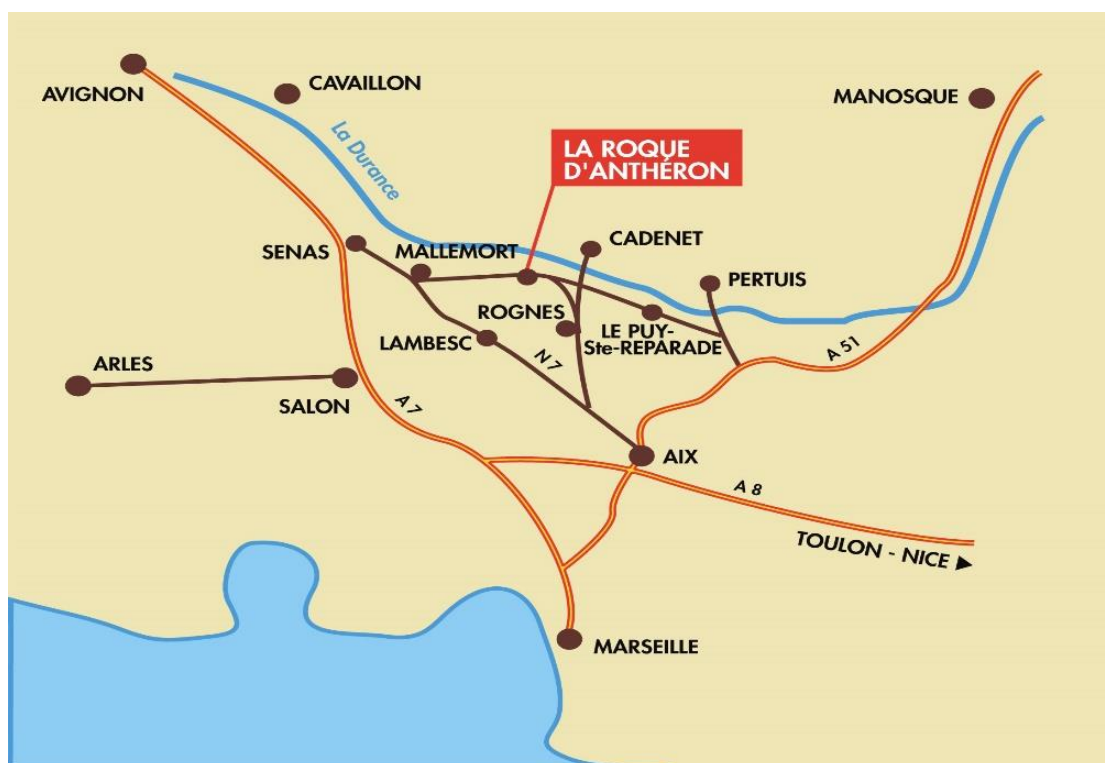 AVIGNON
CAVAILLON
MANOSQUE
La Durance
LA ROQUE
D'ANTHÉRON
SENAS
MALLEMORT
CADENET
PERTUIS
ROGNES
LE PUY-
Ste-REPARADE
LAMBESC
N 7
A 51
ARLES
SALON
A 7
AIX
A 8
TOULON - NICE ►
MARSEILLE